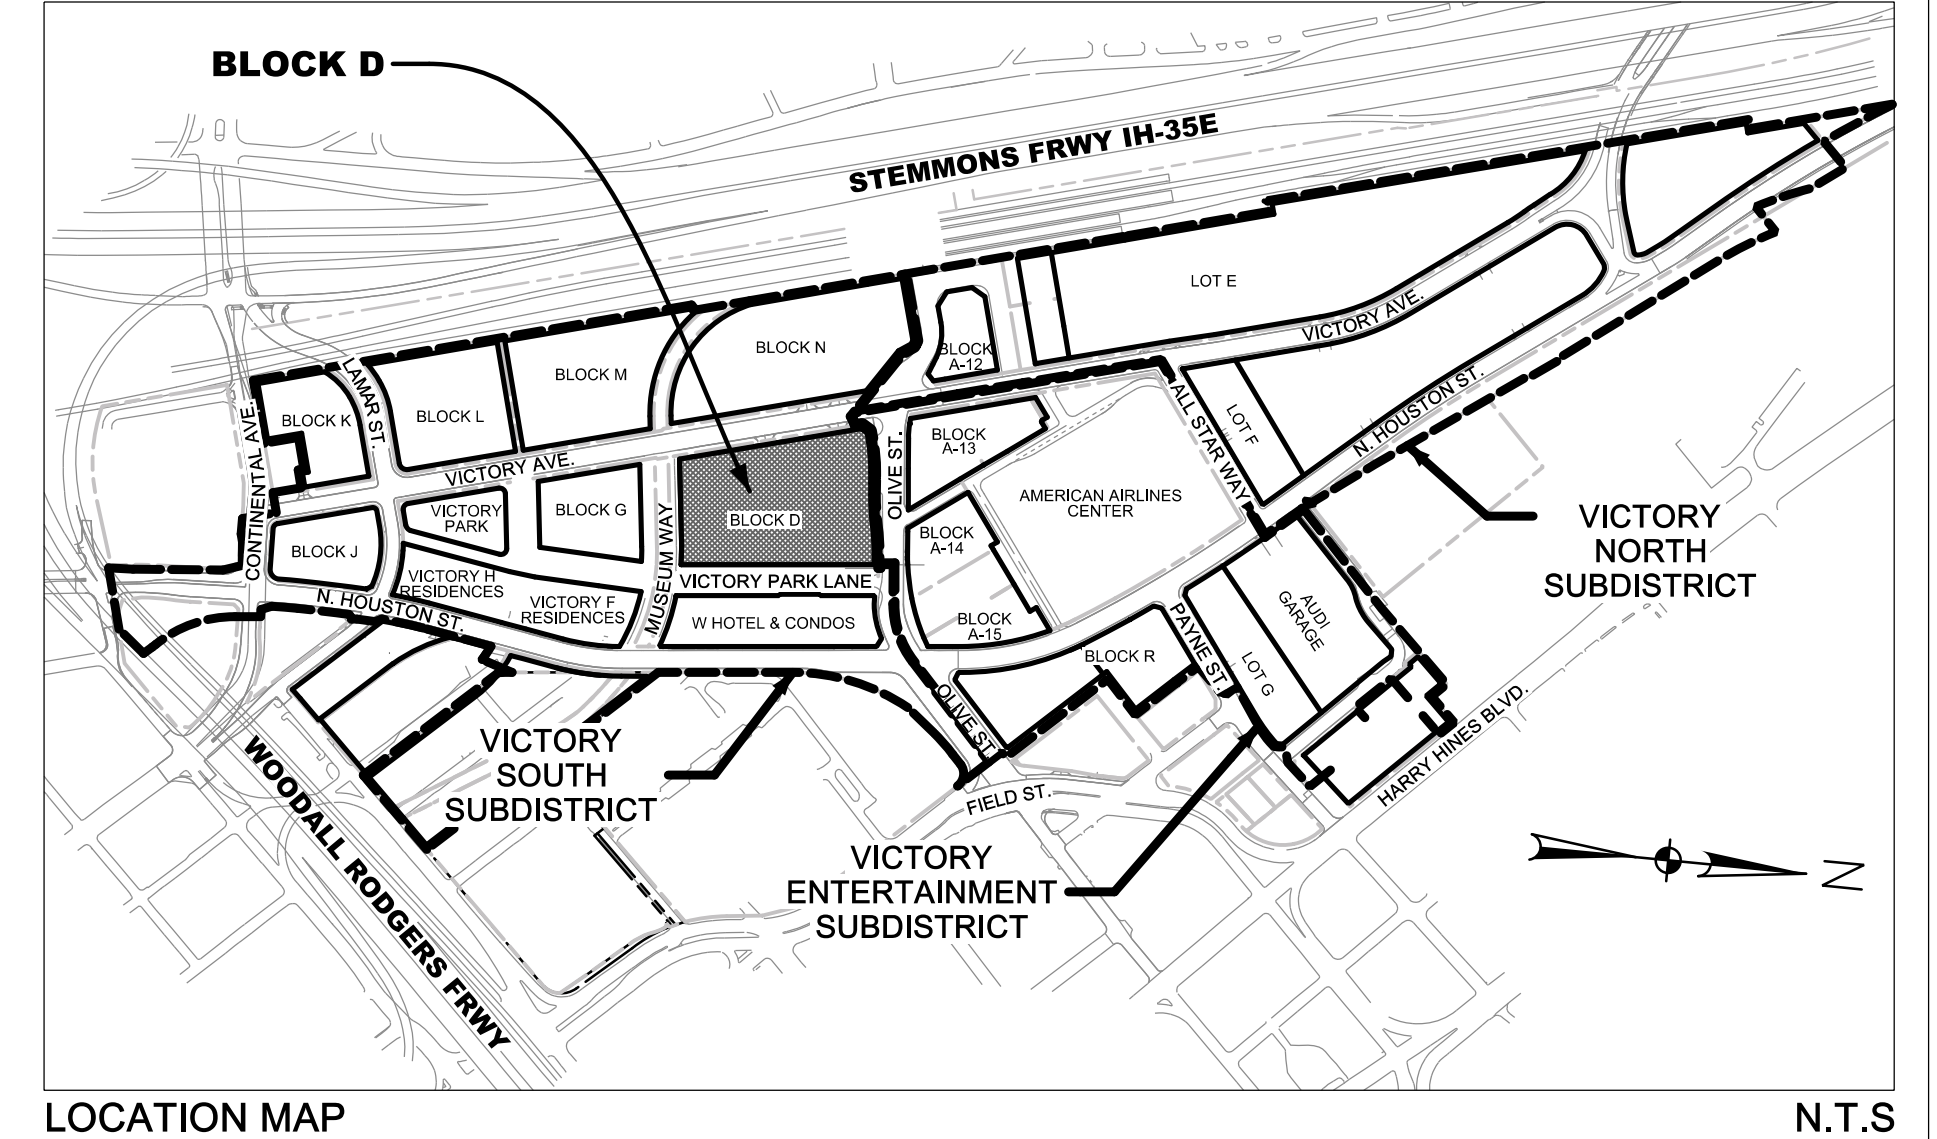 BLOCK D
STEMMONS FRWY IH-35E
LOT E
VICTORY AVE.
BLOCK N
BLOCK
A-12
BLOCK M
LAMAR ST.
BLOCK L
BLOCK K
CONTINENTAL AVE.
VICTORY AVE.
ALL STAR WAY
LOT F
N. HOUSTON ST.
BLOCK
A-13
OLIVE ST.
AMERICAN AIRLINES
CENTER
VICTORY
PARK
BLOCK G
MUSEUM WAY
BLOCK D
BLOCK
A-14
BLOCK J
VICTORY
NORTH
SUBDISTRICT
VICTORY H
RESIDENCES
VICTORY F
RESIDENCES
N. HOUSTON ST.
VICTORY PARK LANE
W HOTEL & CONDOS
BLOCK
A-15
BLOCK R
PAYNE ST.
AUDI
GARAGE
LOT G
OLIVE ST.
HARRY HINES BLVD.
FIELD ST.
VICTORY
SOUTH
SUBDISTRICT
WOODALL RODGERS FRWY
VICTORY
ENTERTAINMENT
SUBDISTRICT
N
LOCATION MAP
N.T.S